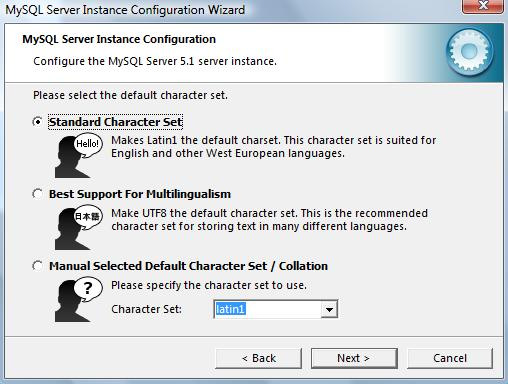 MySQL Server Instance Configuration Wizard
MySQL Server Instance Configuration
Configure the MySQL Server 5.1 server instance.
Please select the default character set.
Standard Character Set
Hello!
Makes Latin1 the default charset. This character set is suited for
English and other West European languages.
Best Support For Multilingualism
日本語
Make UTF8 the default character set. This is the recommended
character set for storing text in many different languages.
Manual Selected Default Character Set / Collation
?
Please specify the character set to use.
Character Set: latin1
< Back Next > Cancel